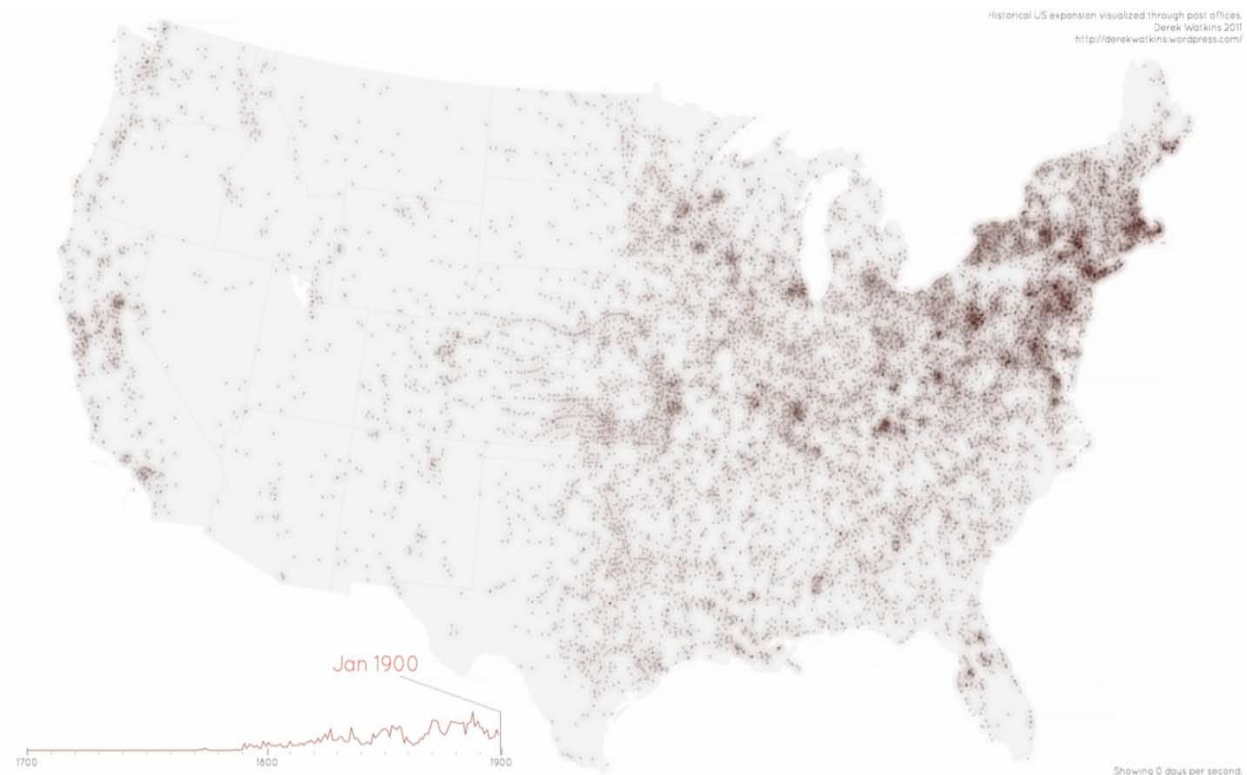 Historical US expansion visualized through post offices.
Derek Watkins 2011
http://derekwatkins.wordpress.com/
Jan 1900
1700
1800
1900
Showing 0 days per second.